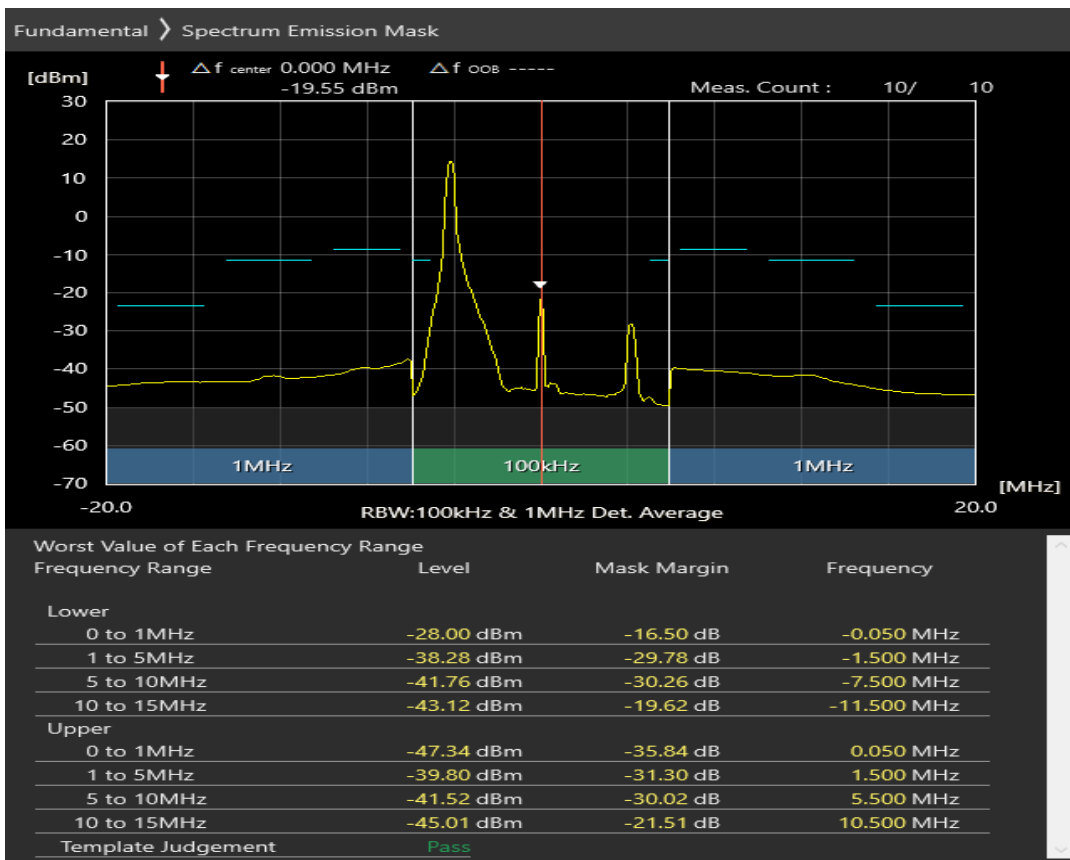 Fundamental ❯ Spectrum Emission Mask
[dBm] △f center 0.000 MHz △f OOB -----
-19.55 dBm Meas. Count : 10/ 10
30
20
10
0
-10
-20
-30
-40
-50
-60
-70
1MHz 100kHz 1MHz
[MHz]
-20.0 RBW:100kHz & 1MHz Det. Average 20.0
Worst Value of Each Frequency Range
Frequency Range Level Mask Margin Frequency
Lower
0 to 1MHz -28.00 dBm -16.50 dB -0.050 MHz
1 to 5MHz -38.28 dBm -29.78 dB -1.500 MHz
5 to 10MHz -41.76 dBm -30.26 dB -7.500 MHz
10 to 15MHz -43.12 dBm -19.62 dB -11.500 MHz
Upper
0 to 1MHz -47.34 dBm -35.84 dB 0.050 MHz
1 to 5MHz -39.80 dBm -31.30 dB 1.500 MHz
5 to 10MHz -41.52 dBm -30.02 dB 5.500 MHz
10 to 15MHz -45.01 dBm -21.51 dB 10.500 MHz
Template Judgement Pass